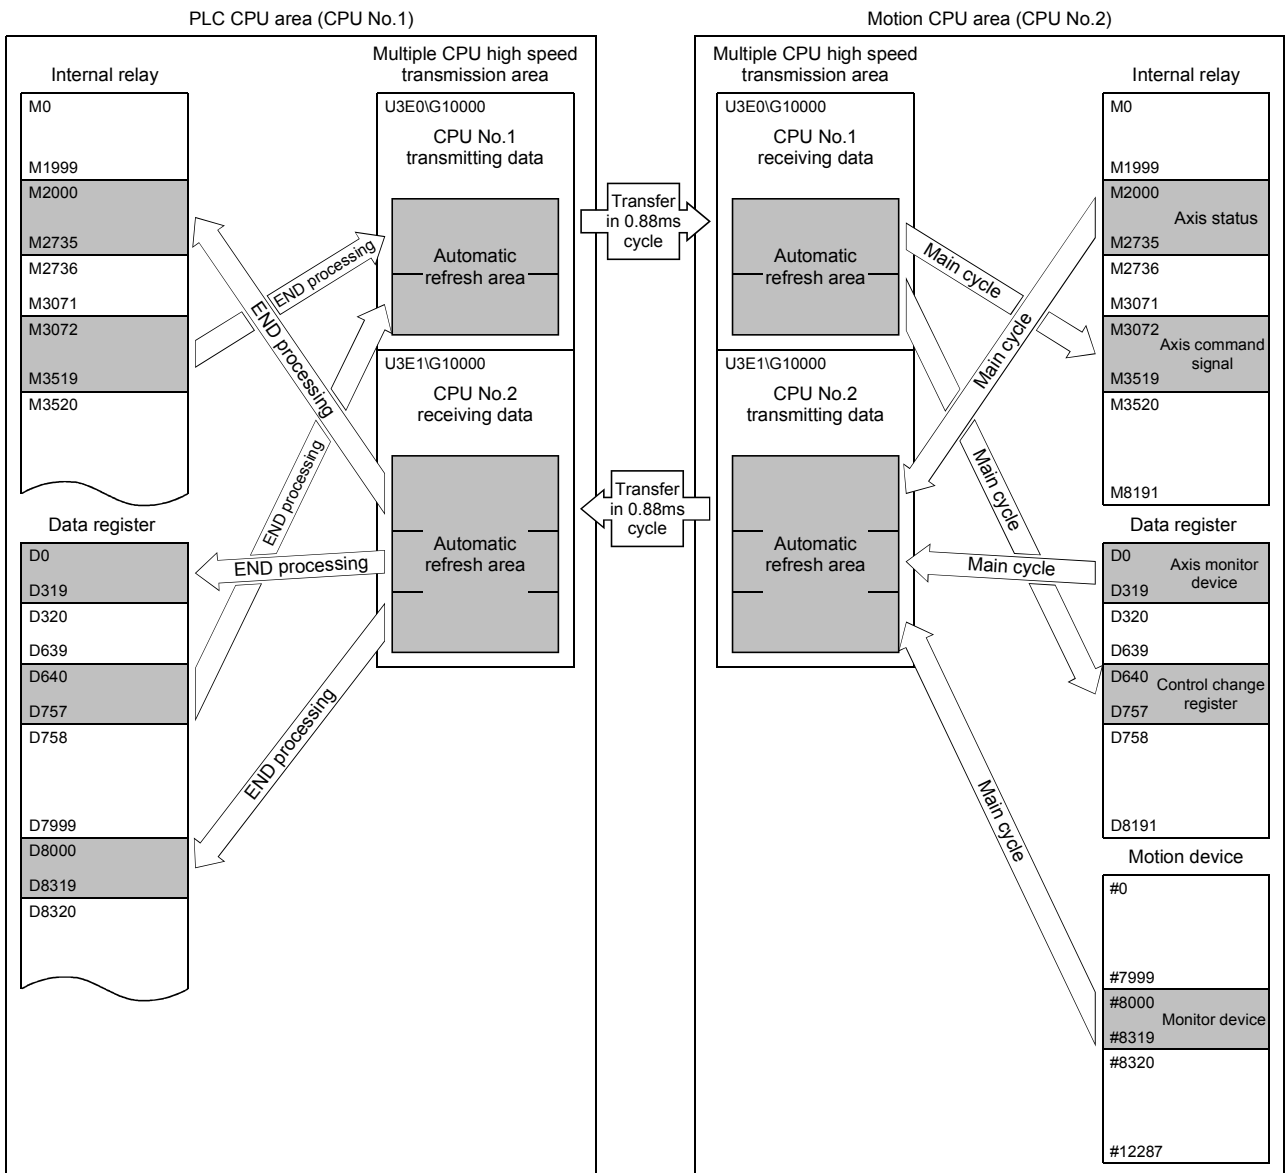 PLC CPU area (CPU No.1)
Internal relay
M0
M1999
M2000
M2735
M2736
M3071
M3072
M3519
M3520
Data register
D0
D319
D320
D639
D640
D757
D758
D7999
D8000
D8319
D8320
END processing
END processing
END processing
END processing
END processing
Multiple CPU high speed
transmission area
U3E0\G10000
CPU No.1
transmitting data
Automatic
refresh area
U3E1\G10000
CPU No.2
receiving data
Automatic
refresh area
Transfer
in 0.88ms
cycle
Transfer
in 0.88ms
cycle
Motion CPU area (CPU No.2)
Multiple CPU high speed
transmission area
U3E0\G10000
CPU No.1
receiving data
Automatic
refresh area
U3E1\G10000
CPU No.2
transmitting data
Automatic
refresh area
Main cycle
Main cycle
Main cycle
Main cycle
Main cycle
Internal relay
M0
M1999
M2000
Axis status
M2735
M2736
M3071
M3072
Axis command
signal
M3519
M3520
M8191
Data register
D0
Axis monitor
device
D319
D320
D639
D640
Control change
register
D757
D758
D8191
Motion device
#0
#7999
#8000
Monitor device
#8319
#8320
#12287